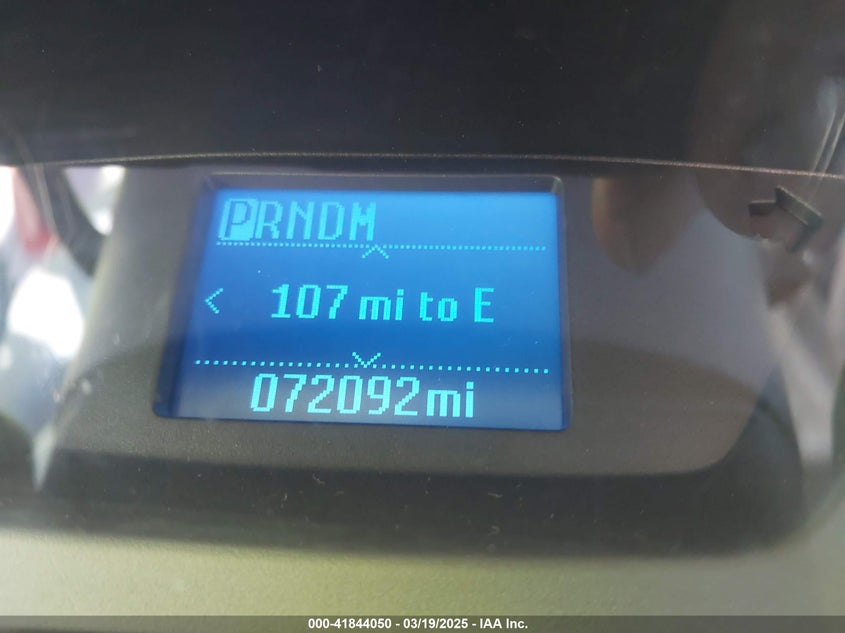 PRNDM
107 mi to E
072092mi
000-41844050 - 03/19/2025 - IAA Inc.